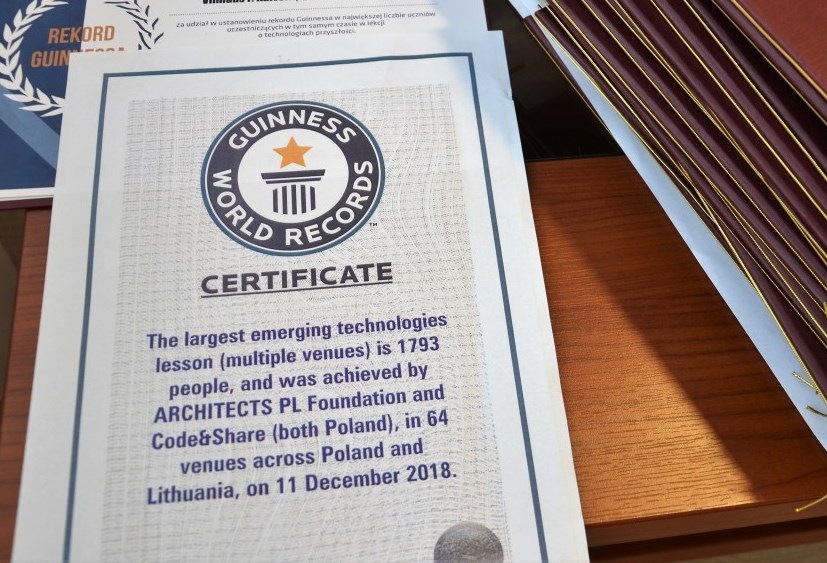 REKORD
za udział w ustanowieniu rekordu Guinnessa w największej liczbie uczniów
uczestniczących w tym samym czasie w lekcji
o technologiach przyszłości.
GUINNESS
WORLD RECORDS
™
CERTIFICATE
The largest emerging technologies
lesson (multiple venues) is 1793
people, and was achieved by
ARCHITECTS PL Foundation and
Code&Share (both Poland), in 64
venues across Poland and
Lithuania, on 11 December 2018.